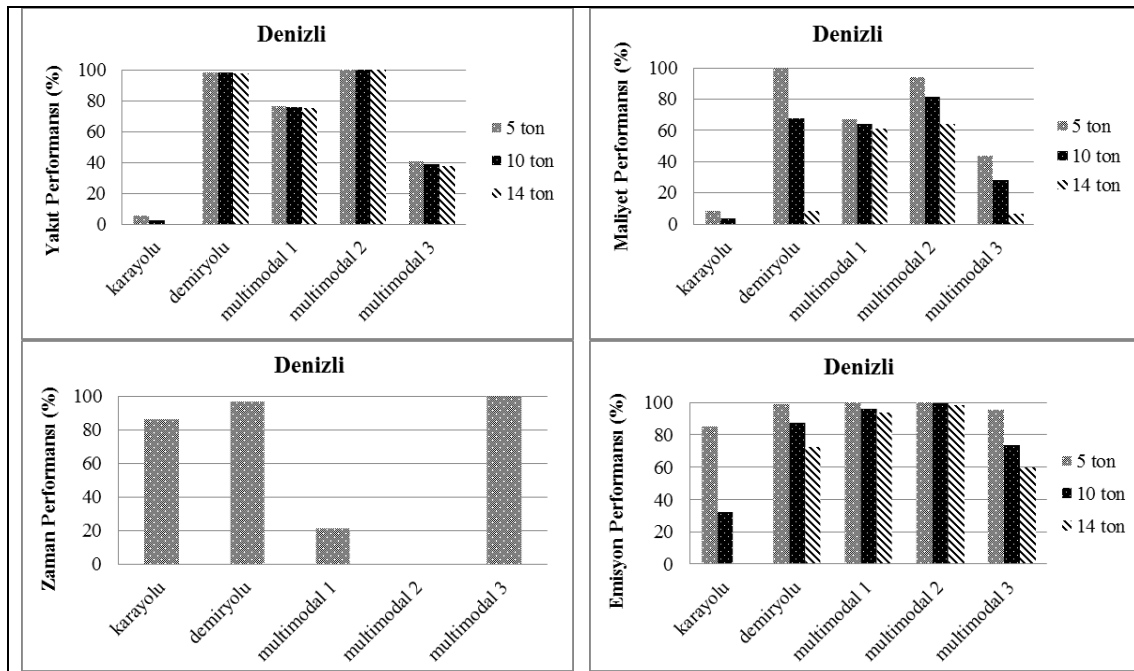 Denizli
Yakıt Performansı (%)
100
80
60
40
20
0
karayolu
demiryolu
multimodal 1
multimodal 2
multimodal 3
5 ton
10 ton
14 ton
Denizli
Maliyet Performansı (%)
100
80
60
40
20
0
karayolu
demiryolu
multimodal 1
multimodal 2
multimodal 3
5 ton
10 ton
14 ton
Denizli
Zaman Performansı (%)
100
80
60
40
20
0
karayolu
demiryolu
multimodal 1
multimodal 2
multimodal 3
Denizli
Emisyon Performansı (%)
100
80
60
40
20
0
karayolu
demiryolu
multimodal 1
multimodal 2
multimodal 3
5 ton
10 ton
14 ton